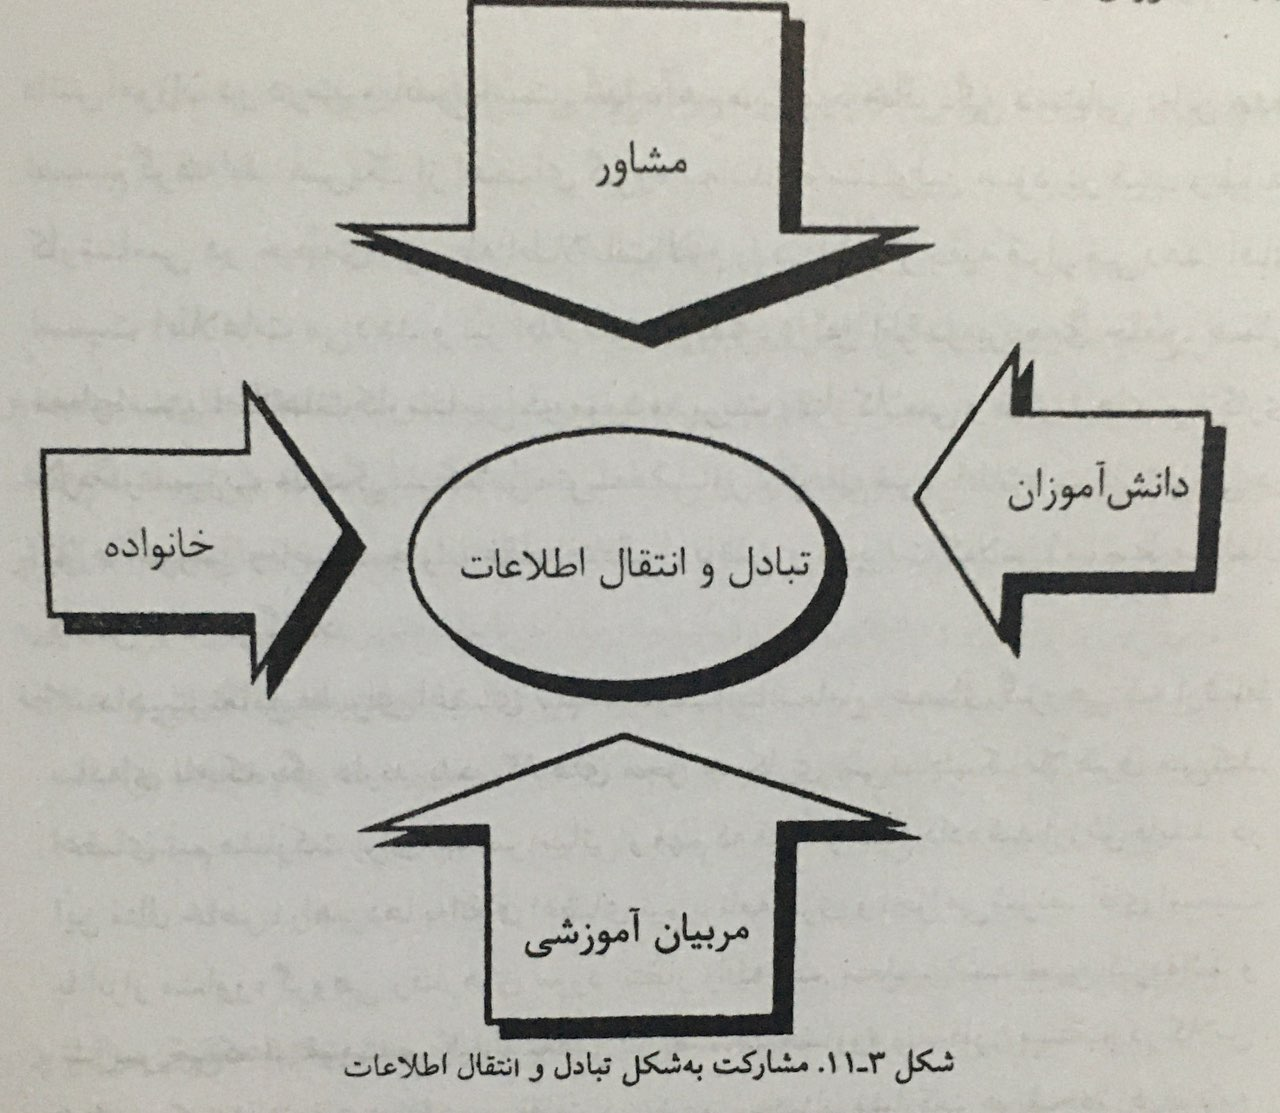 مشاور
دانش‌آموزان
خانواده
تبادل و انتقال اطلاعات
مربیان آموزشی
شکل ۳ـ۱۱. مشارکت به‌شکل تبادل و انتقال اطلاعات